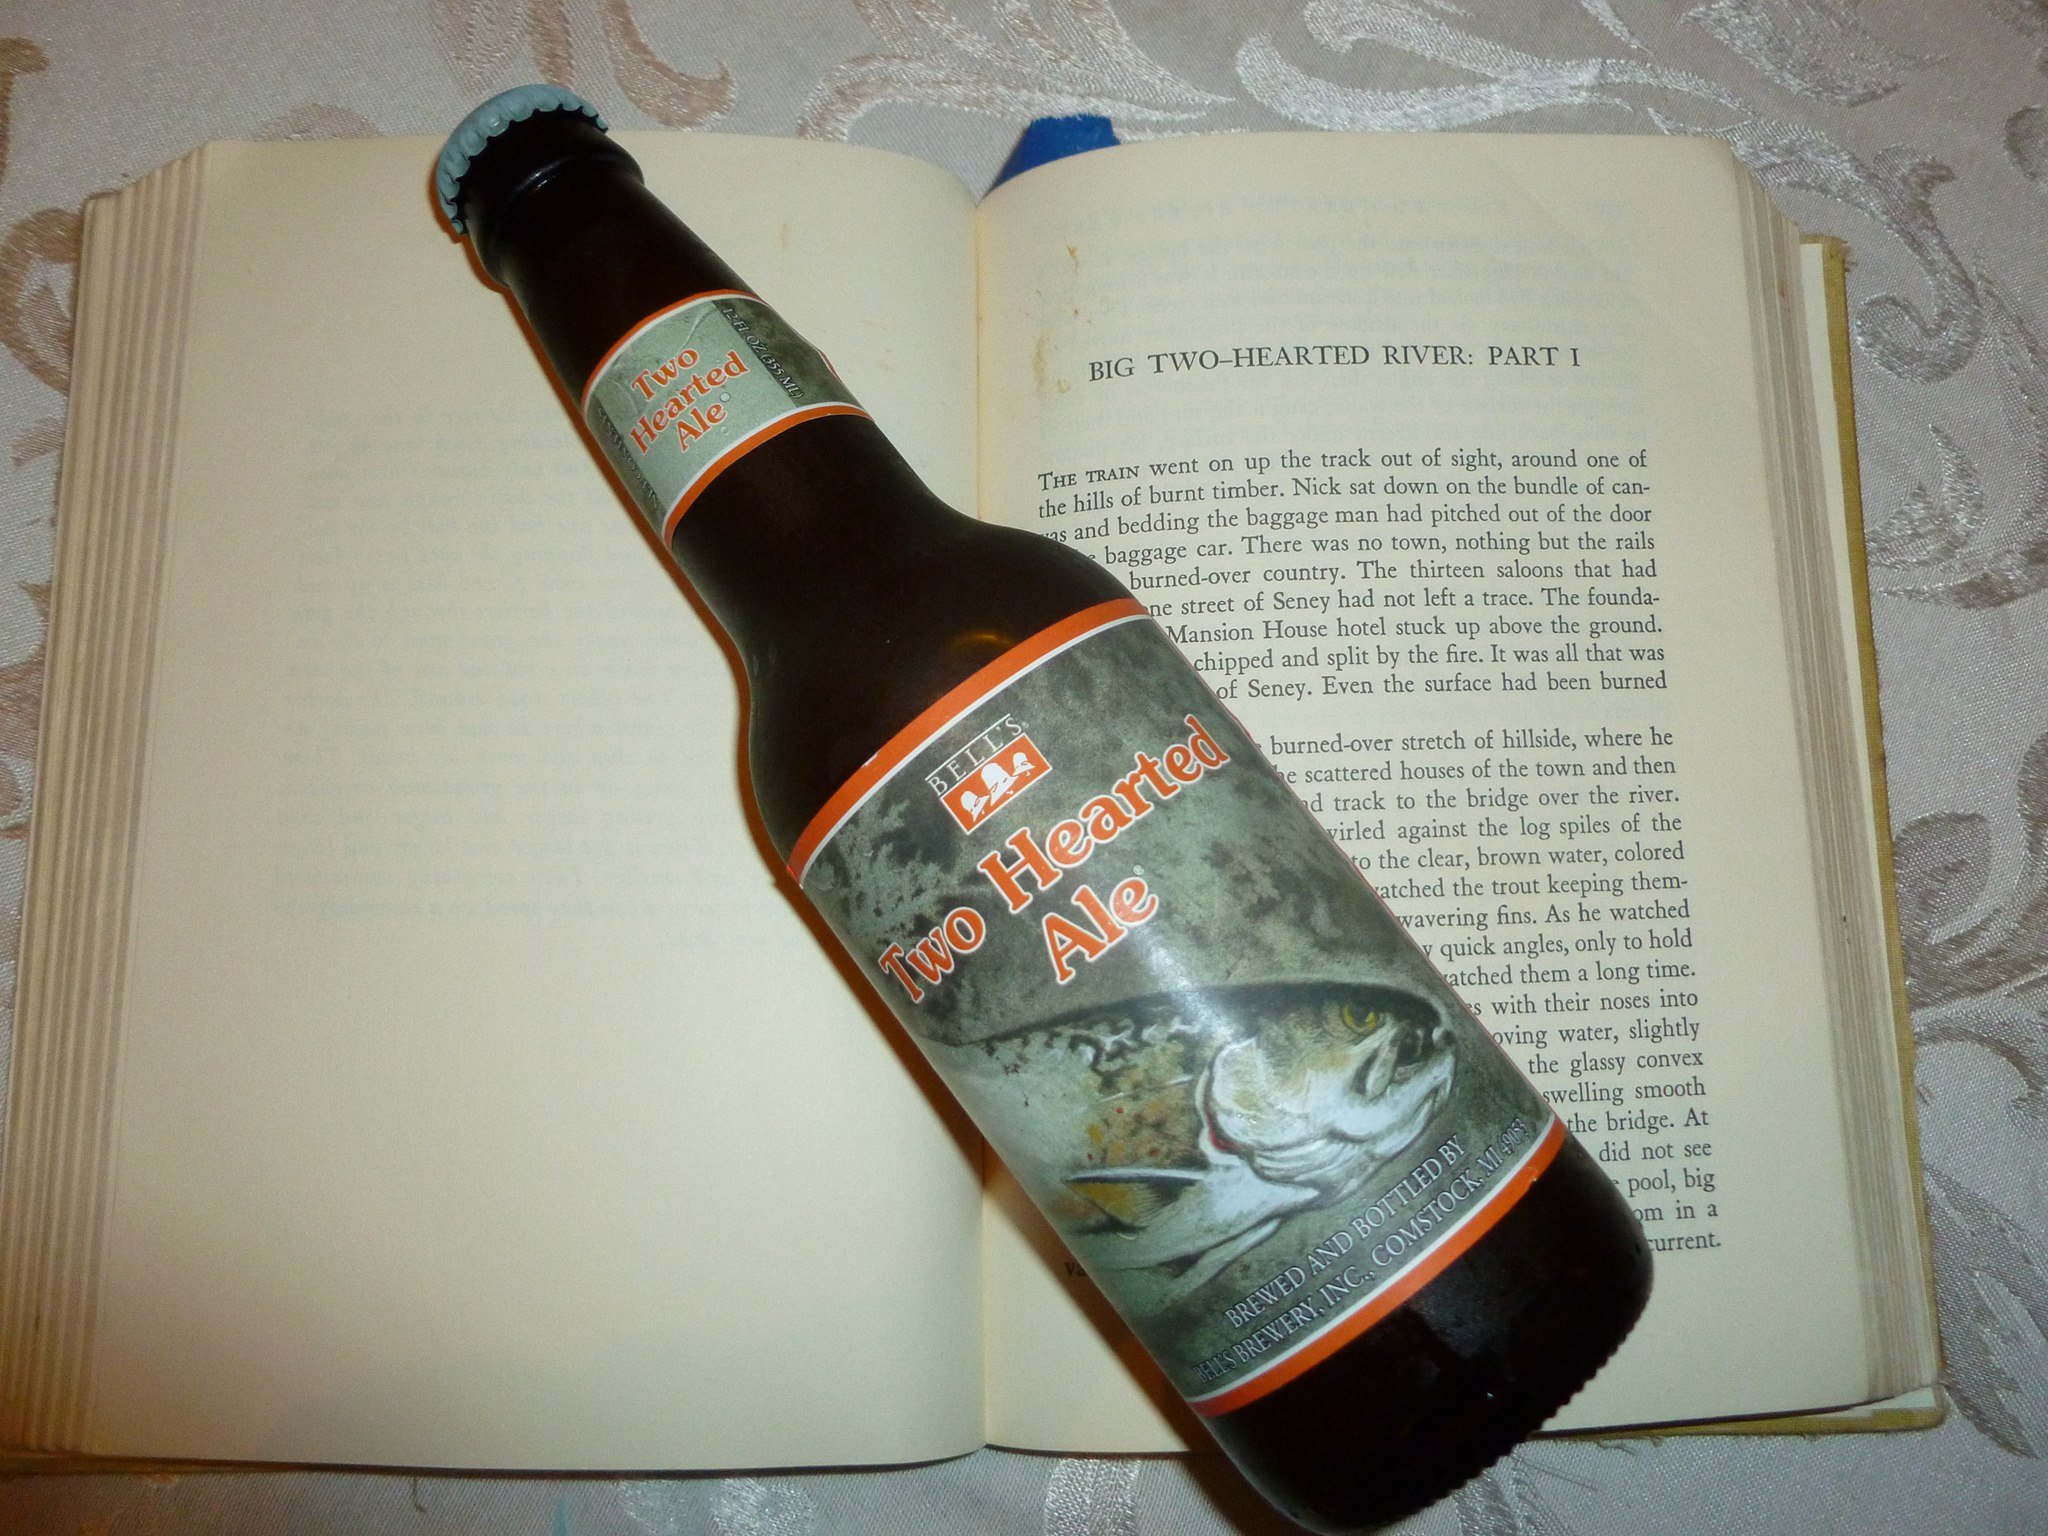 Two
Hearted
Ale®
12 FL OZ (355 ML)
BELL'S®
Two Hearted
Ale®
BREWED AND BOTTLED BY
BELL'S BREWERY, INC., COMSTOCK, MI 49053
BIG TWO-HEARTED RIVER: PART I
THE TRAIN went on up the track out of sight, around one of
the hills of burnt timber. Nick sat down on the bundle of can-
and bedding the baggage man had pitched out of the door
baggage car. There was no town, nothing but the rails
burned-over country. The thirteen saloons that had
street of Seney had not left a trace. The founda-
Mansion House hotel stuck up above the ground.
chipped and split by the fire. It was all that was
of Seney. Even the surface had been burned
burned-over stretch of hillside, where he
scattered houses of the town and then
track to the bridge over the river.
against the log spiles of the
to the clear, brown water, colored
watched the trout keeping them-
wavering fins. As he watched
quick angles, only to hold
watched them a long time.
with their noses into
water, slightly
the glassy convex
swelling smooth
the bridge. At
did not see
pool, big
in a
current.